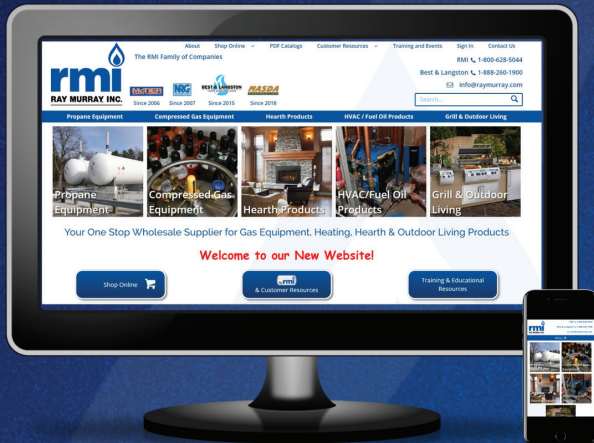 About Shop Online PDF Catalogs Customer Resources Training and Events Sign In Contact Us
The RMI Family of Companies
RMI 1-800-628-5044
Best & Langston 1-888-260-1900
info@raymurray.com
rmi
RAY MURRAY INC.
McTIER
NRG
BEST & LANGSTON
MASDA
Since 2006 Since 2007 Since 2015 Since 2018
Search...
Propane Equipment Compressed Gas Equipment Hearth Products HVAC / Fuel Oil Products Grill & Outdoor Living
Propane Equipment
Compressed Gas Equipment
Hearth Products
HVAC/Fuel Oil Products
Grill & Outdoor Living
Your One Stop Wholesale Supplier for Gas Equipment, Heating, Hearth & Outdoor Living Products
Welcome to our New Website!
Shop Online
rmi
& Customer Resources
Training & Educational
Resources
rmi